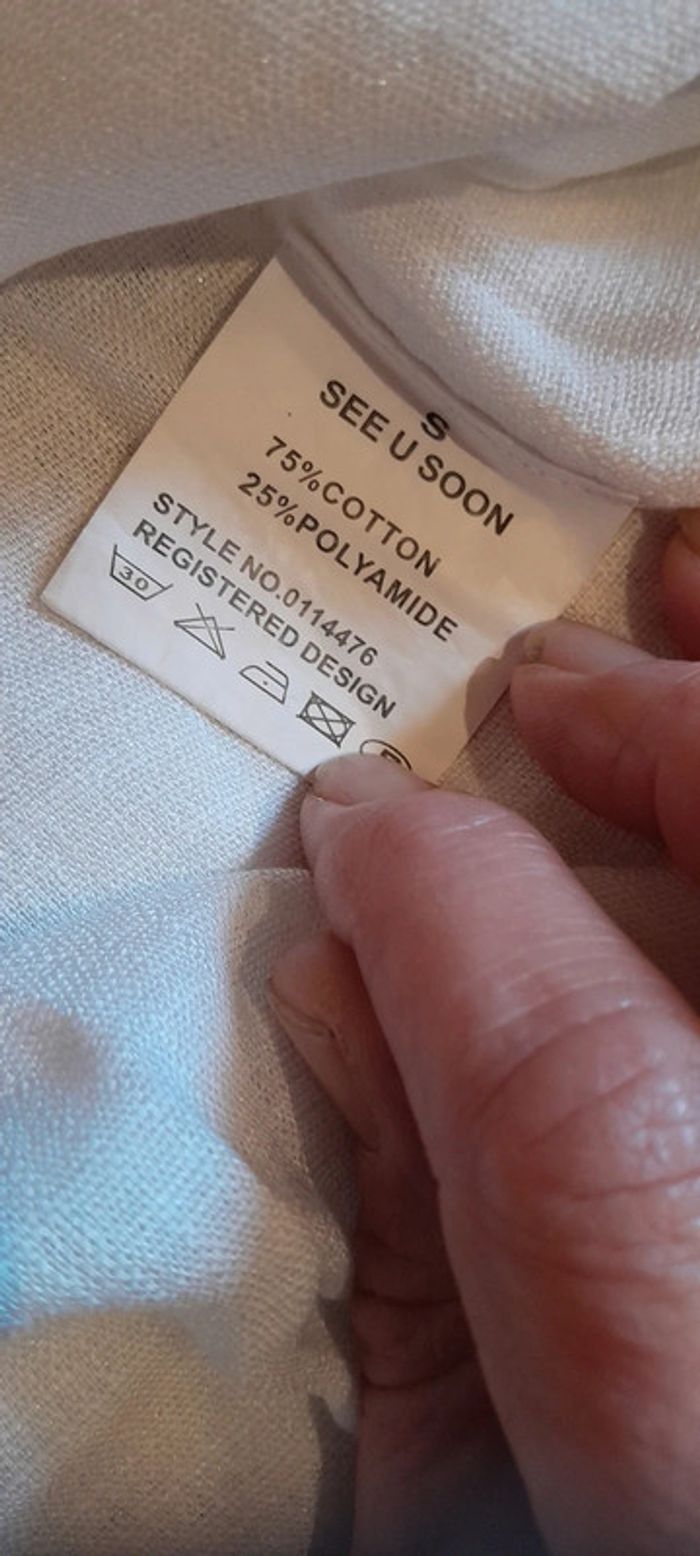 S
SEE U SOON
75%COTTON
25%POLYAMIDE
STYLE NO.0114476
REGISTERED DESIGN
30
P